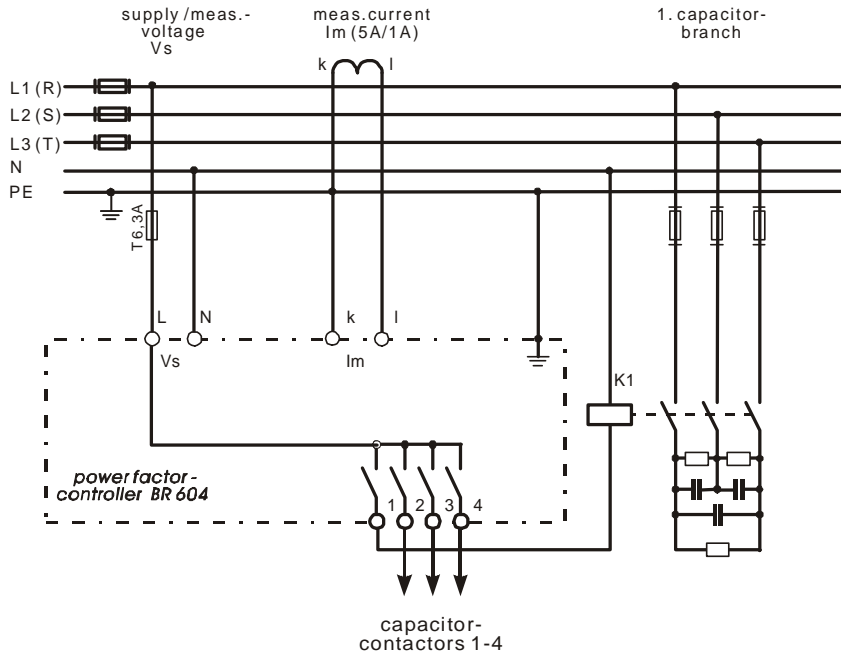 supply /meas.-
voltage
Vs
meas.current
Im (5A/1A)
1. capacitor-
branch
k l
L1 (R)
L2 (S)
L3 (T)
N
PE
T 6,3A
L N k l
Vs Im
K1
power factor -
controller BR 604
1 2 3 4
capacitor-
contactors 1-4